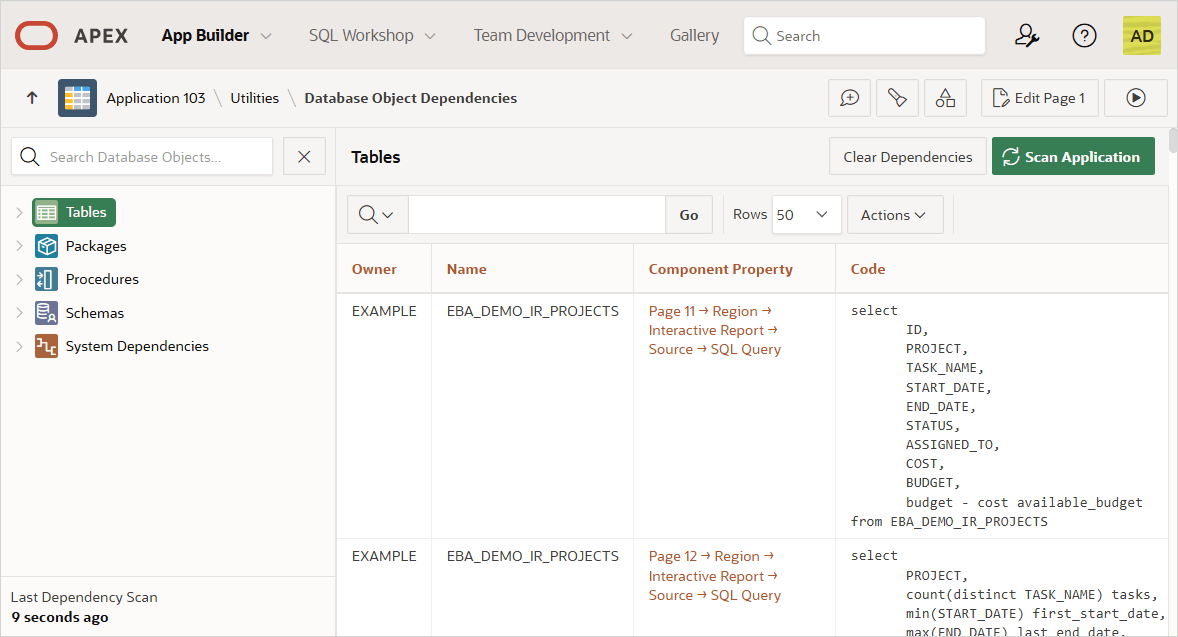 APEX App Builder SQL Workshop Team Development Gallery Search AD
Application 103 \ Utilities \ Database Object Dependencies Edit Page 1
Search Database Objects...
Tables
Packages
Procedures
Schemas
System Dependencies
Last Dependency Scan
9 seconds ago
Tables Clear Dependencies Scan Application
Go Rows 50 Actions
Owner Name Component Property Code
EXAMPLE EBA_DEMO_IR_PROJECTS
Page 11 → Region →
Interactive Report →
Source → SQL Query
select
ID,
PROJECT,
TASK_NAME,
START_DATE,
END_DATE,
STATUS,
ASSIGNED_TO,
COST,
BUDGET,
budget - cost available_budget
from EBA_DEMO_IR_PROJECTS
EXAMPLE EBA_DEMO_IR_PROJECTS
Page 12 → Region →
Interactive Report →
Source → SQL Query
select
PROJECT,
count(distinct TASK_NAME) tasks,
min(START_DATE) first_start_date,
max(END_DATE) last_end_date,